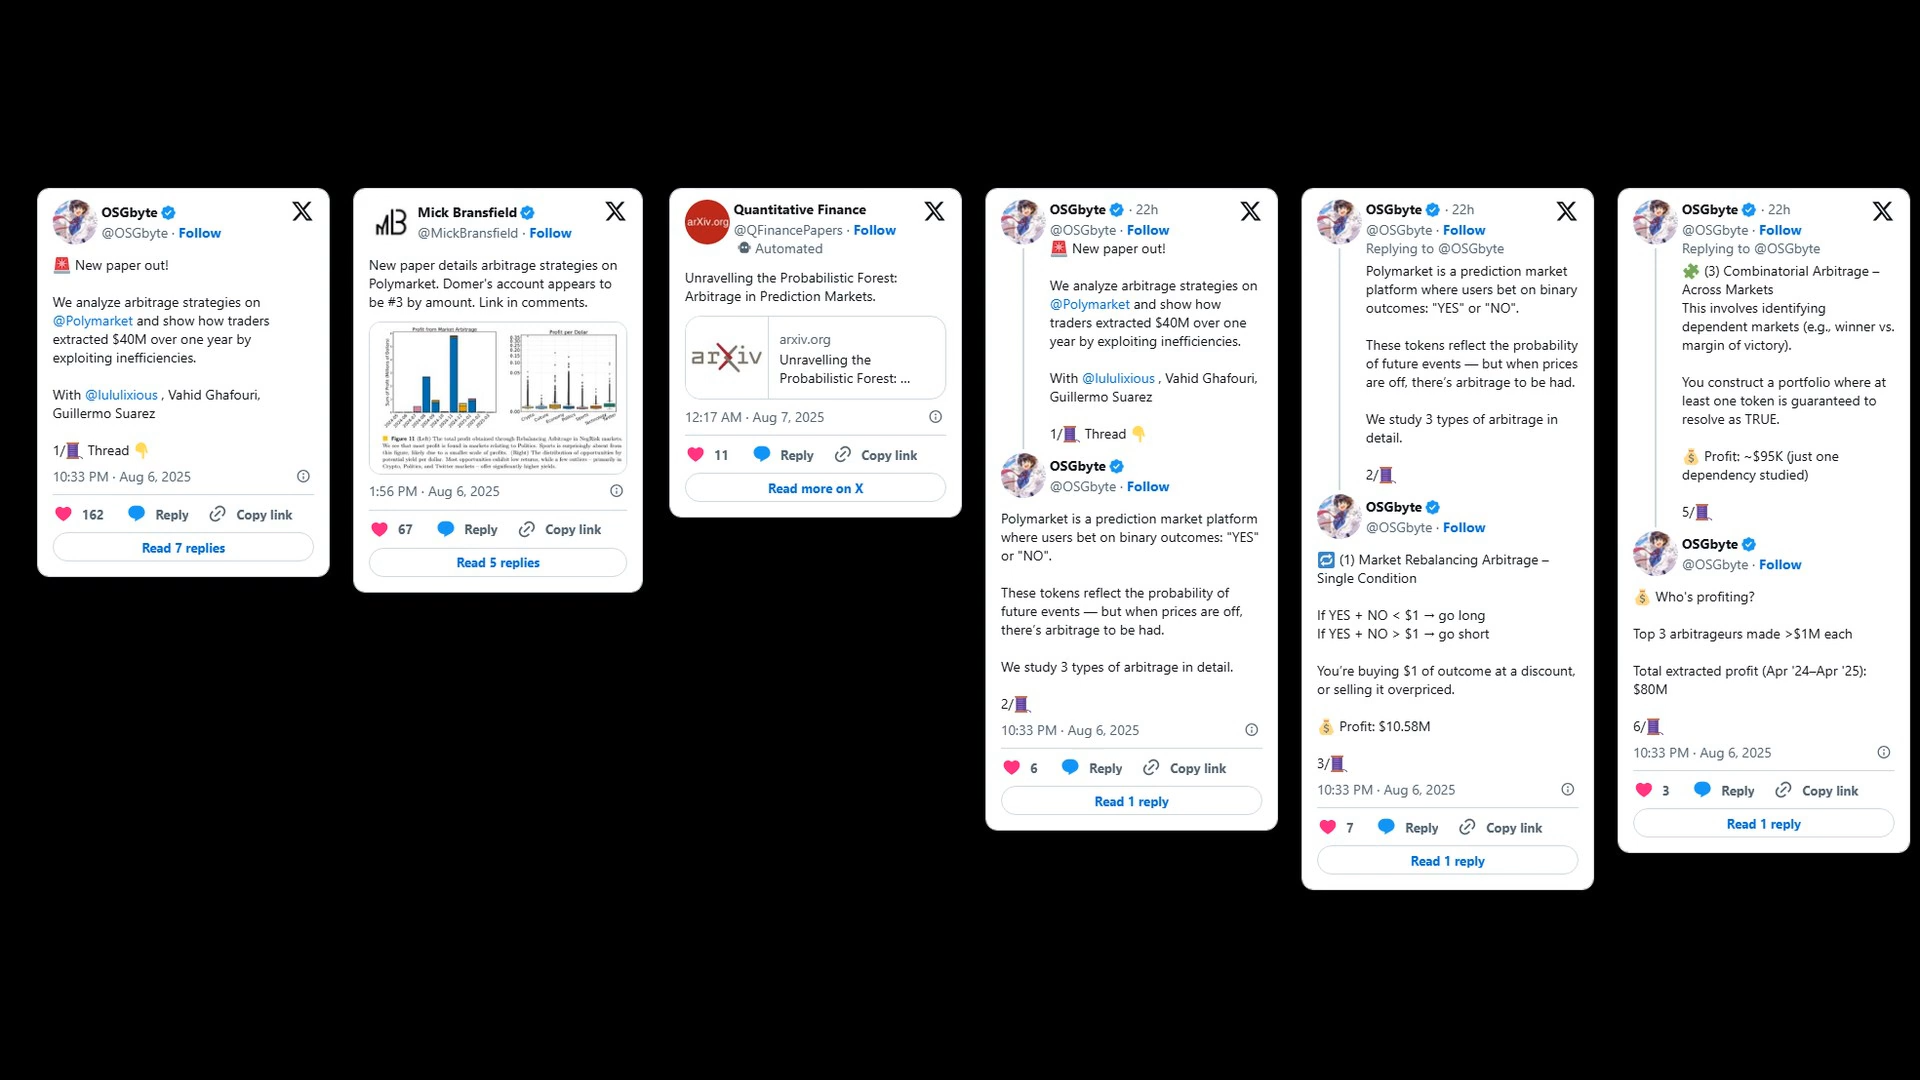 OSGbyte
@OSGbyte · Follow
🚨 New paper out!
We analyze arbitrage strategies on
@Polymarket and show how traders
extracted $40M over one year by
exploiting inefficiencies.
With @lululixious , Vahid Ghafouri,
Guillermo Suarez
1/🧵 Thread 👇
10:33 PM · Aug 6, 2025
162 Reply Copy link
Read 7 replies
Mick Bransfield
@MickBransfield · Follow
New paper details arbitrage strategies on
Polymarket. Domer's account appears to
be #3 by amount. Link in comments.
Profit from Market Arbitrage
Profit per Dollar
1:56 PM · Aug 6, 2025
67 Reply Copy link
Read 5 replies
arXiv.org
Quantitative Finance
@QFinancePapers · Follow
Automated
Unravelling the Probabilistic Forest:
Arbitrage in Prediction Markets.
arXiv
arxiv.org
Unravelling the
Probabilistic Forest: ...
12:17 AM · Aug 7, 2025
11 Reply Copy link
Read more on X
OSGbyte · 22h
@OSGbyte · Follow
🚨 New paper out!
We analyze arbitrage strategies on
@Polymarket and show how
traders extracted $40M over one
year by exploiting inefficiencies.
With @lululixious , Vahid Ghafouri,
Guillermo Suarez
1/🧵 Thread 👇
OSGbyte
@OSGbyte · Follow
Polymarket is a prediction market platform
where users bet on binary outcomes: "YES"
or "NO".
These tokens reflect the probability of
future events — but when prices are off,
there’s arbitrage to be had.
We study 3 types of arbitrage in detail.
2/🧵
10:33 PM · Aug 6, 2025
6 Reply Copy link
Read 1 reply
OSGbyte · 22h
@OSGbyte · Follow
Replying to @OSGbyte
Polymarket is a prediction market
platform where users bet on binary
outcomes: "YES" or "NO".
These tokens reflect the probability
of future events — but when prices
are off, there’s arbitrage to be had.
We study 3 types of arbitrage in
detail.
2/🧵
OSGbyte
@OSGbyte · Follow
🔁 (1) Market Rebalancing Arbitrage –
Single Condition
If YES + NO < $1 → go long
If YES + NO > $1 → go short
You’re buying $1 of outcome at a discount,
or selling it overpriced.
💰 Profit: $10.58M
3/🧵
10:33 PM · Aug 6, 2025
7 Reply Copy link
Read 1 reply
OSGbyte · 22h
@OSGbyte · Follow
Replying to @OSGbyte
🧩 (3) Combinatorial Arbitrage –
Across Markets
This involves identifying
dependent markets (e.g., winner vs.
margin of victory).
You construct a portfolio where at
least one token is guaranteed to
resolve as TRUE.
💰 Profit: ~$95K (just one
dependency studied)
5/🧵
OSGbyte
@OSGbyte · Follow
💰 Who's profiting?
Top 3 arbitrageurs made >$1M each
Total extracted profit (Apr '24–Apr '25):
$80M
6/🧵
10:33 PM · Aug 6, 2025
3 Reply Copy link
Read 1 reply